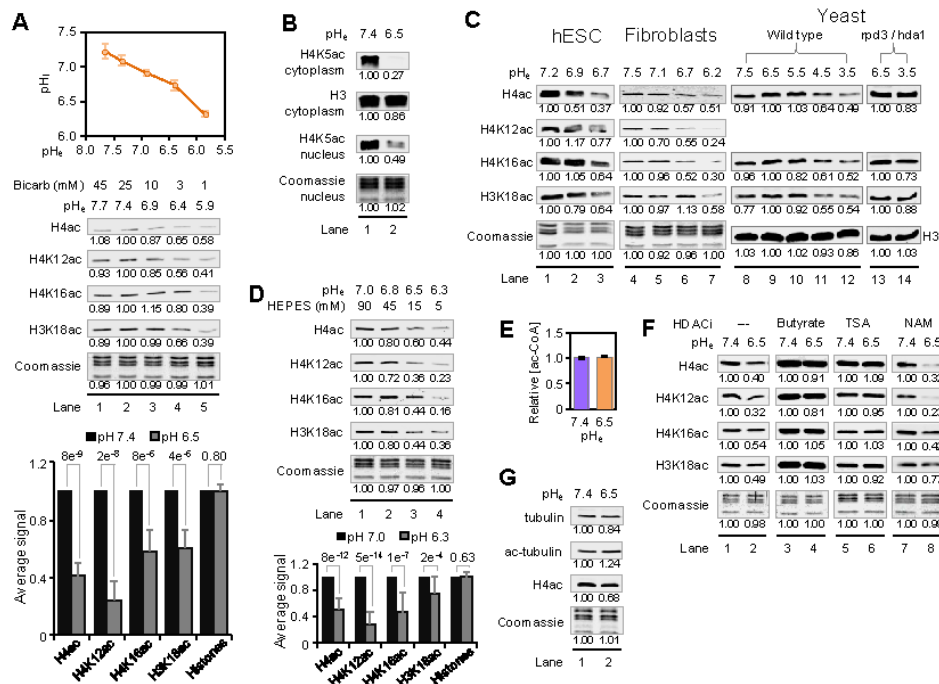 A
7.5
7.0
6.5
6.0
pHi
pHe 8.0 7.5 7.0 6.5 6.0 5.5
Bicarb (mM) 45 25 10 3 1
pHe 7.7 7.4 6.9 6.4 5.9
H4ac
1.08 1.00 0.87 0.65 0.58
H4K12ac
0.93 1.00 0.85 0.56 0.41
H4K16ac
0.89 1.00 1.15 0.80 0.39
H3K18ac
0.89 1.00 0.99 0.80 0.39
Coomassie
0.96 1.00 0.99 0.99 1.01
Lane 1 2 3 4 5
pH 7.4 pH 6.5
8e-9 2e-8 8e-6 4e-6 0.80
1.2
0.8
0.4
0
Average signal
H4ac H4K12ac H4K16ac H3K18ac Histones
B
pHe 7.4 6.5
H4K5ac
cytoplasm
1.00 0.27
H3
cytoplasm
1.00 0.86
H4K5ac
nucleus
1.00 0.49
Coomassie
nucleus
1.00 1.02
Lane 1 2
C
hESC Fibroblasts Yeast
Wild type rpd3 / hda1
pHe 7.2 6.9 6.7 7.5 7.1 6.7 6.2 7.5 6.5 5.5 4.5 3.5 6.5 3.5
H4ac
1.00 0.51 0.37 1.00 0.92 0.57 0.51 0.91 1.00 1.03 0.64 0.49 1.00 0.83
H4K12ac
1.00 1.17 0.77 1.00 0.70 0.55 0.24
H4K16ac
1.00 1.05 0.64 1.00 0.96 0.52 0.30 0.96 1.00 0.82 0.61 0.52 1.00 0.73
H3K18ac
1.00 0.79 0.64 1.00 0.97 1.13 0.58 0.77 1.00 0.92 0.55 0.54 1.00 0.88
Coomassie H3
1.00 1.00 1.00 1.00 0.92 0.96 1.00 1.03 1.00 1.02 0.93 0.86 1.03 1.03
Lane 1 2 3 4 5 6 7 8 9 10 11 12 13 14
D
pHe 7.0 6.8 6.5 6.3
HEPES (mM) 90 45 15 5
H4ac
1.00 0.80 0.60 0.44
H4K12ac
1.00 0.72 0.36 0.23
H4K16ac
1.00 0.81 0.44 0.16
H3K18ac
1.00 0.80 0.44 0.36
Coomassie
1.00 0.97 0.96 1.00
Lane 1 2 3 4
pH 7.0 pH 6.3
8e-12 5e-14 1e-7 2e-4 0.63
1.2
0.8
0.4
0
Average signal
H4ac H4K12ac H4K16ac H3K18ac Histones
E
Relative [ac-CoA]
1.5
1.0
0.5
0
7.4 6.5
pHe
F
HDACi --- Butyrate TSA NAM
pHe 7.4 6.5 7.4 6.5 7.4 6.5 7.4 6.5
H4ac
1.00 0.40 1.00 0.91 1.00 1.09 1.00 0.32
H4K12ac
1.00 0.32 1.00 0.81 1.00 0.95 1.00 0.23
H4K16ac
1.00 0.54 1.00 1.05 1.00 1.03 1.00 0.42
H3K18ac
1.00 0.49 1.00 1.03 1.00 0.92 1.00 0.77
Coomassie
1.00 0.98 1.00 1.00 1.00 1.00 1.00
Lane 1 2 3 4 5 6 7 8
G
pHe 7.4 6.5
tubulin
1.00 0.84
ac-tubulin
1.00 1.24
H4ac
1.00 0.68
Coomassie
1.00 1.01
Lane 1 2